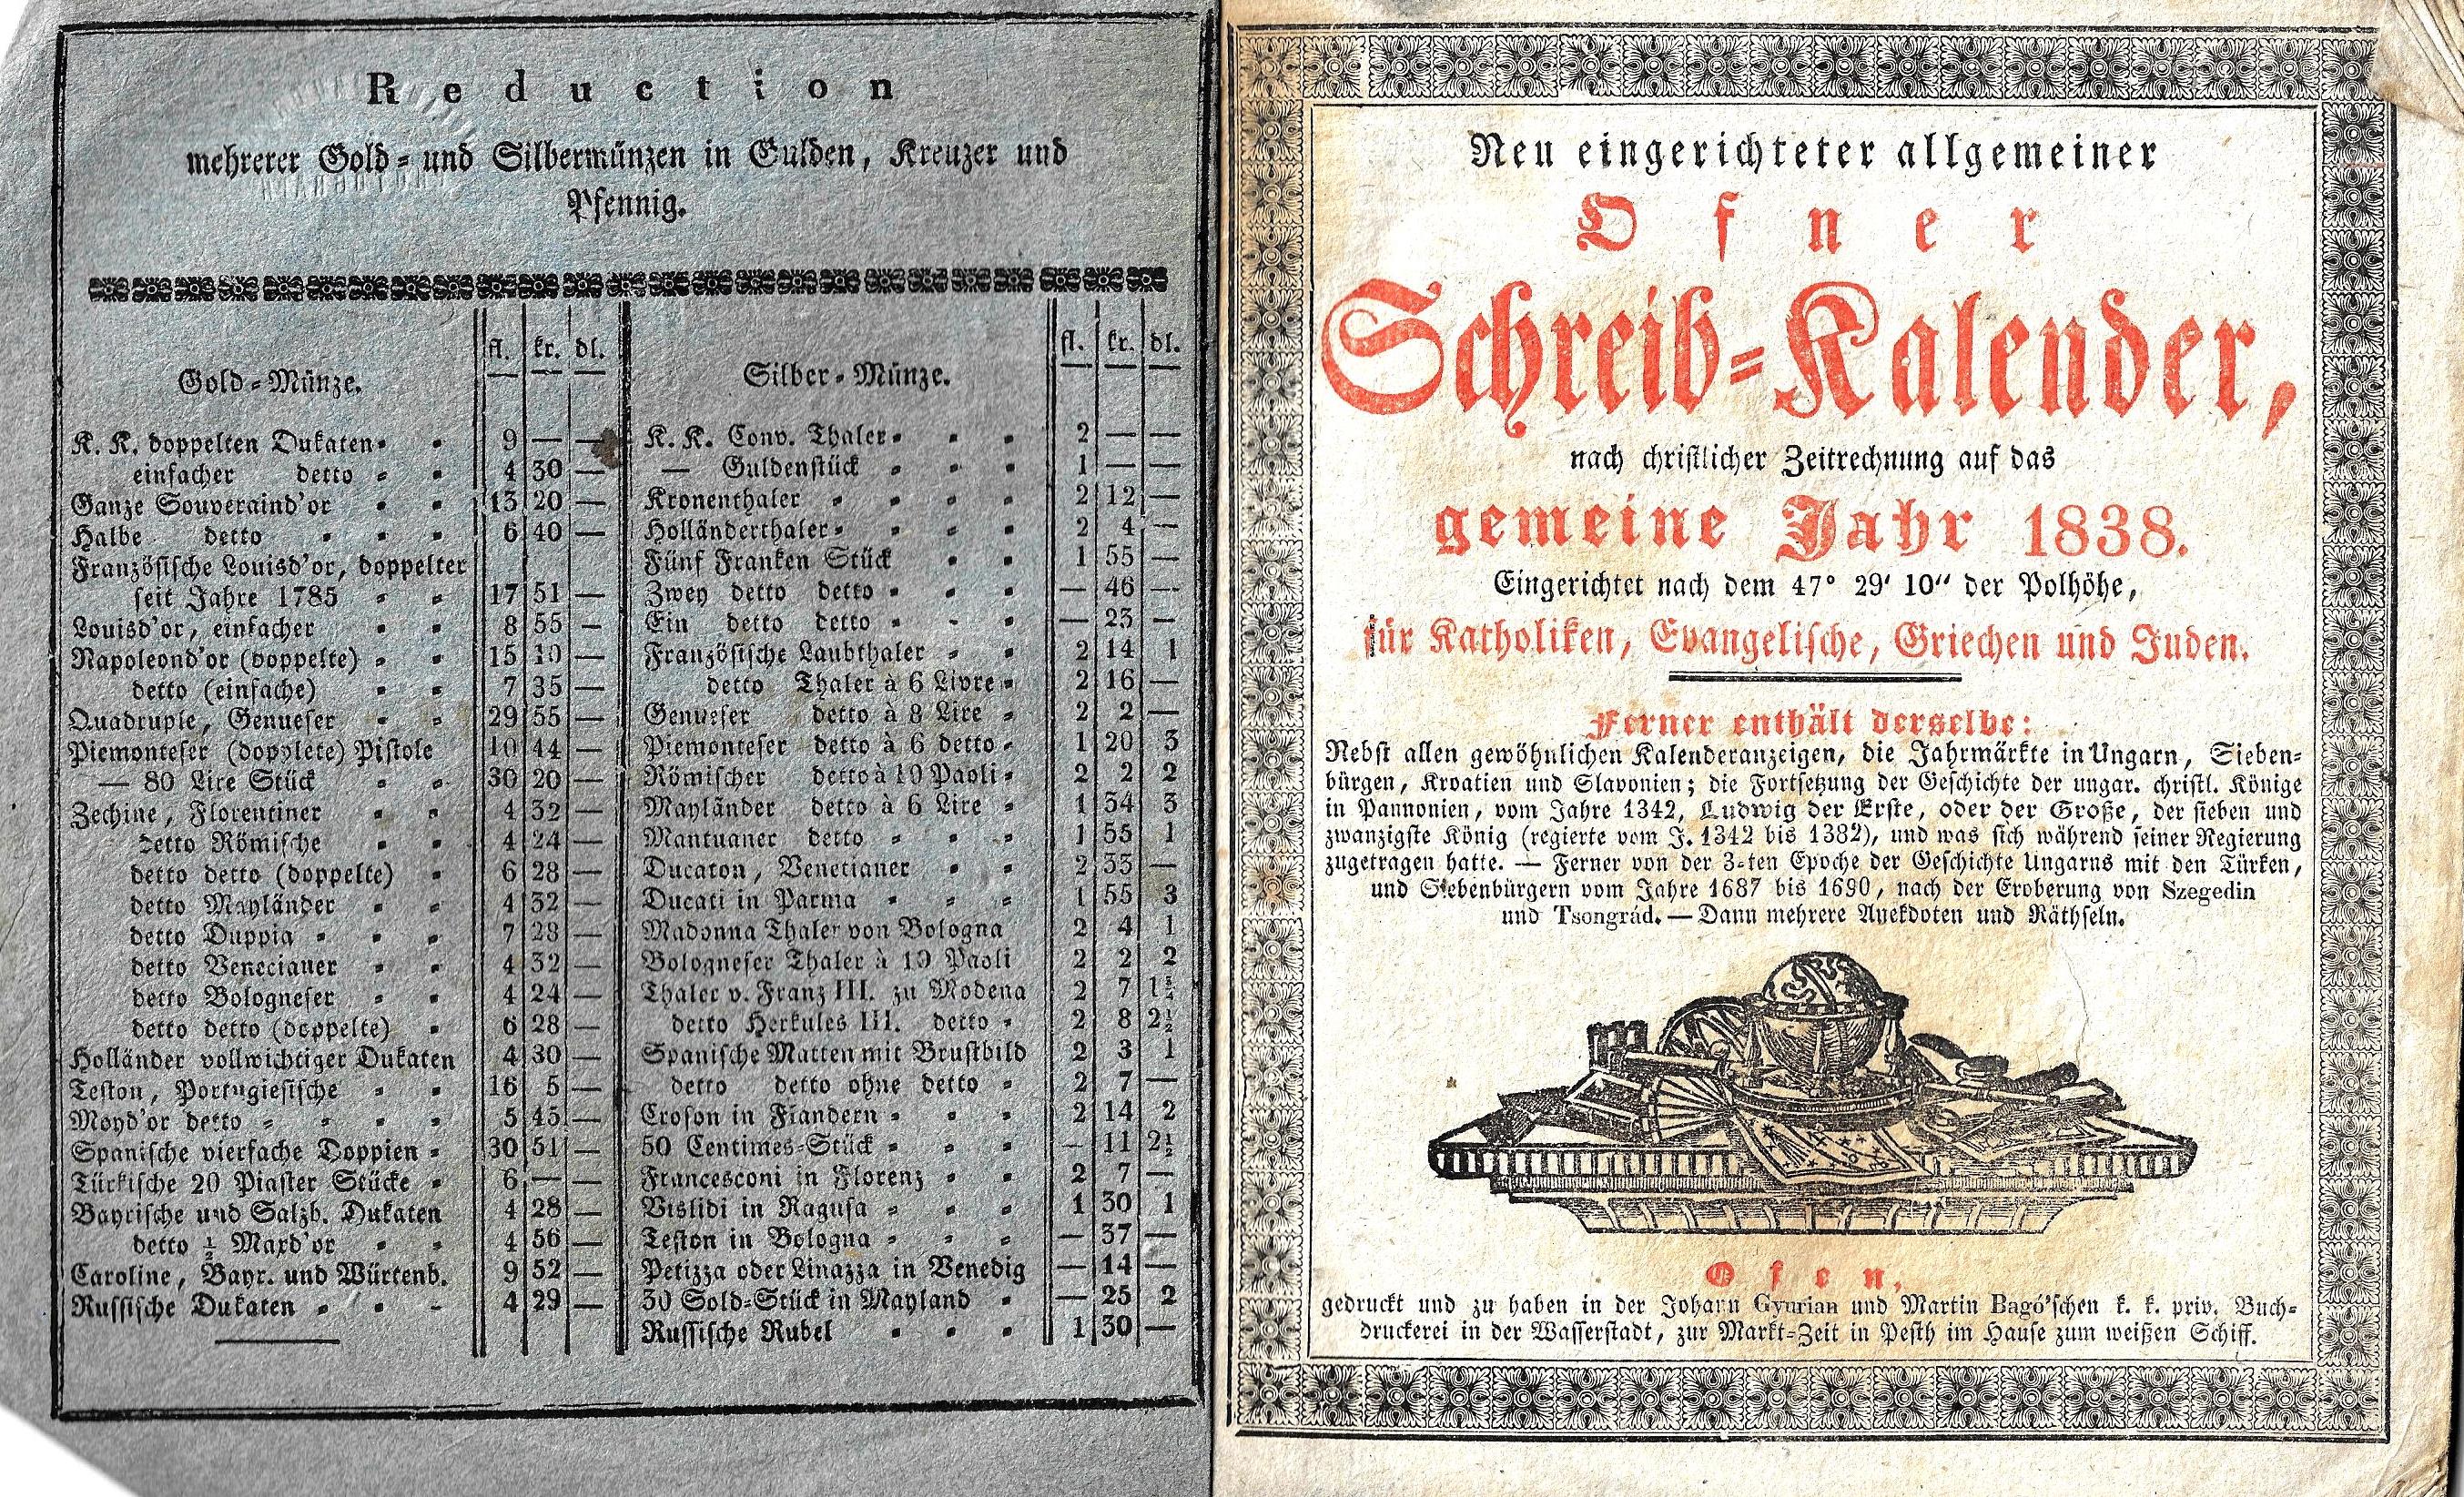 Reduction
mehrerer Gold- und Silbermünzen in Gulden, Kreuzer und
Pfennig.
Gold-Münze. fl. kr. dl.
K. K. doppelten Dukaten 9 — —
einfacher detto 4 30 —
Ganze Souveraind'or 13 20 —
Halbe detto 6 40 —
Französische Louisd'or, doppelter
seit Jahre 1785 17 51 —
Louisd'or, einfacher 8 55 —
Napoleond'or (doppelte) 15 10 —
detto (einfache) 7 35 —
Quadruple, Genueser 29 55 —
Piemonteser (dopplete) Pistole 10 44 —
— 80 Lire Stück 30 20 —
Zechine, Florentiner 4 32 —
detto Römische 4 24 —
detto detto (doppelte) 6 28 —
detto Mayländer 4 32 —
detto Duppia 7 28 —
detto Venecianer 4 32 —
detto Bologneser 4 24 —
detto detto (doppelte) 6 28 —
Holländer vollwichtiger Dukaten 4 30 —
Teston, Portugiesische 16 5 —
Moyd'or detto 5 45 —
Spanische vierfache Doppien 30 51 —
Türkische 20 Piaster Stücke 6 — —
Bayrische und Salzb. Dukaten 4 28 —
detto ½ Maxd'or 4 56 —
Caroline, Bayr. und Würtenb. 9 52 —
Russische Dukaten 4 29 —
Silber-Münze. fl. kr. dl.
K. K. Conv. Thaler 2 — —
— Guldenstück 1 — —
Kronenthaler 2 12 —
Holländerthaler 2 4 —
Fünf Franken Stück 1 55 —
Zwey detto detto — 46 —
Ein detto detto — 23 —
Französische Laubthaler 2 14 1
detto Thaler à 6 Livre 2 16 —
Genueser detto à 8 Lire 2 2 —
Piemonteser detto à 6 detto 1 20 3
Römischer detto à 10 Paoli 2 2 2
Mayländer detto à 6 Lire 1 34 3
Mantuaner detto 1 55 1
Ducaton, Venetianer 2 33 —
Ducati in Parma 1 55 3
Madonna Thaler von Bologna 2 4 1
Bologneser Thaler à 10 Paoli 2 2 2
Thaler v. Franz III. zu Modena 2 7
detto Herkules III. detto 2 8 2½
Spanische Matten mit Brustbild 2 3 1
detto detto ohne detto 2 7 —
Croson in Flandern 2 14 2
50 Centimes-Stück — 11 2½
Francesconi in Florenz 2 7 —
Vislidi in Ragusa 1 30 1
Teston in Bologna — 37 —
Petizza oder Linazza in Venedig — 14 —
30 Sold-Stück in Mayland — 25 2
Russische Rubel 1 30 —
Neu eingerichteter allgemeiner
Ofner
Schreib-Kalender,
nach christlicher Zeitrechnung auf das
gemeine Jahr 1838.
Eingerichtet nach dem 47° 29' 10" der Polhöhe,
für Katholiken, Evangelische, Griechen und Juden.
Ferner enthält derselbe:
Nebst allen gewöhnlichen Kalenderanzeigen, die Jahrmärkte in Ungarn, Sieben-
bürgen, Kroatien und Slavonien; die Fortsetzung der Geschichte der ungar. christl. Könige
in Pannonien, vom Jahre 1342, Ludwig der Erste, oder der Große, der sieben und
zwanzigste König (regierte vom J. 1342 bis 1382), und was sich während seiner Regierung
zugetragen hatte. — Ferner von der 3-ten Epoche der Geschichte Ungarns mit den Türken,
und Siebenbürgern vom Jahre 1687 bis 1690, nach der Eroberung von Szegedin
und Tsongrád. — Dann mehrere Anekdoten und Räthseln.
Ofen,
gedruckt und zu haben in der Johann Gyurian und Martin Bagó'schen k. k. priv. Buch-
druckerei in der Wasserstadt, zur Markt-Zeit in Pesth im Hause zum weißen Schiff.